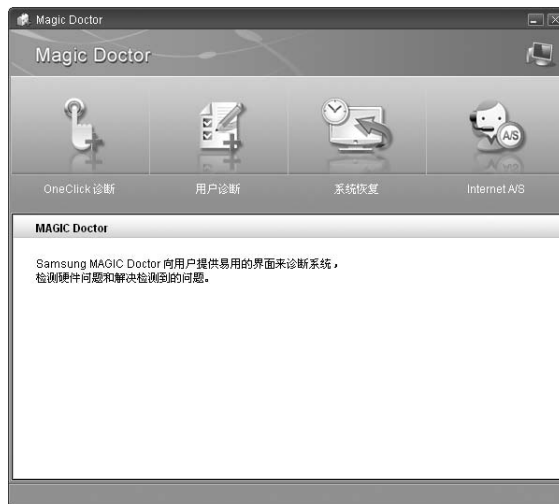 Magic Doctor
Magic Doctor
A/S
OneClick 诊断
用户诊断
系统恢复
Internet A/S
MAGIC Doctor
Samsung MAGIC Doctor 向用户提供易用的界面来诊断系统，
检测硬件问题和解决检测到的问题。